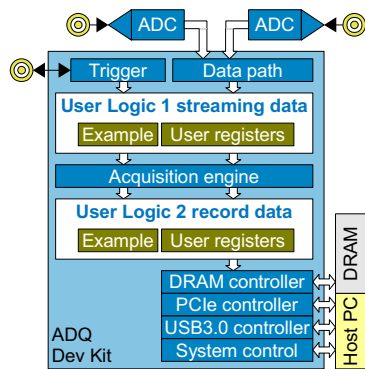 ADC
ADC
Trigger
Data path
User Logic 1 streaming data
Example
User registers
Acquisition engine
User Logic 2 record data
Example
User registers
DRAM controller
PCIe controller
USB3.0 controller
System control
ADQ
Dev Kit
DRAM
Host PC